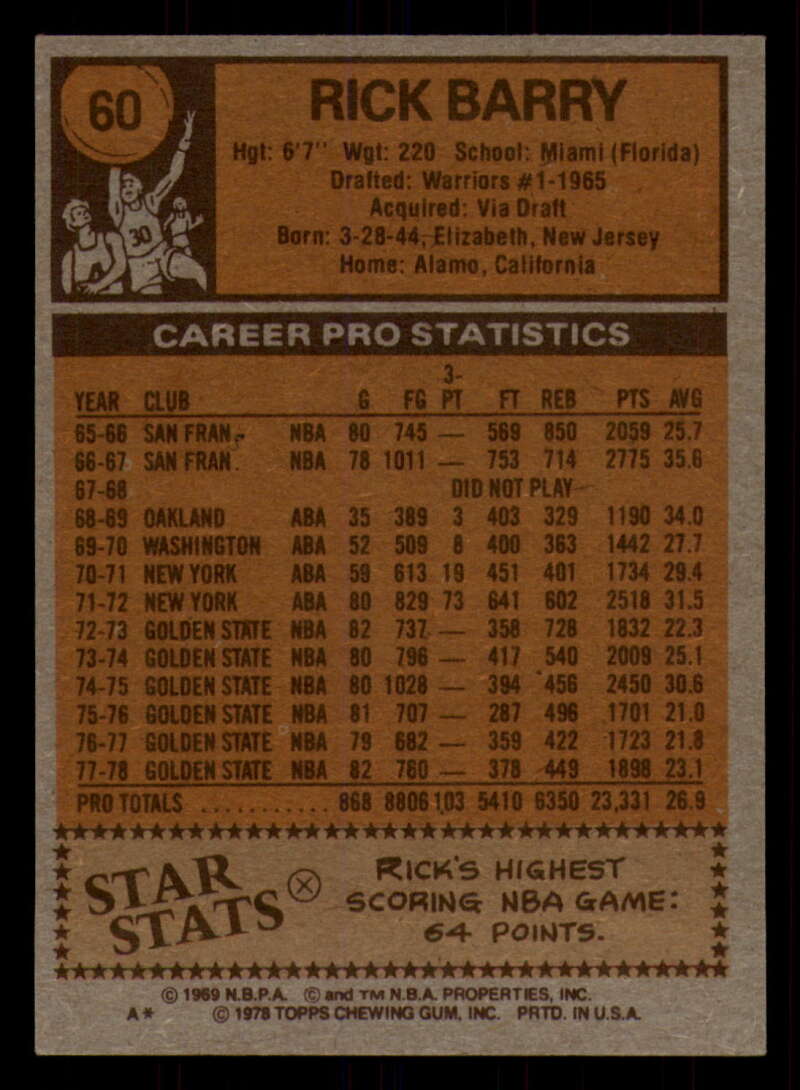 60
RICK BARRY
Hgt: 6'7" Wgt: 220 School: Miami (Florida)
Drafted: Warriors #1-1965
Acquired: Via Draft
Born: 3-28-44, Elizabeth, New Jersey
Home: Alamo, California
30
CAREER PRO STATISTICS
YEAR CLUB G FG 3-PT FT REB PTS AVG
65-66 SAN FRAN. NBA 80 745 — 569 850 2059 25.7
66-67 SAN FRAN. NBA 78 1011 — 753 714 2775 35.6
67-68 DID NOT PLAY
68-69 OAKLAND ABA 35 389 3 403 329 1190 34.0
69-70 WASHINGTON ABA 52 509 8 400 363 1442 27.7
70-71 NEW YORK ABA 59 613 19 451 401 1734 29.4
71-72 NEW YORK ABA 80 829 73 641 602 2518 31.5
72-73 GOLDEN STATE NBA 82 737 — 358 728 1832 22.3
73-74 GOLDEN STATE NBA 80 796 — 417 540 2009 25.1
74-75 GOLDEN STATE NBA 80 1028 — 394 456 2450 30.6
75-76 GOLDEN STATE NBA 81 707 — 287 496 1701 21.0
76-77 GOLDEN STATE NBA 79 682 — 359 422 1723 21.8
77-78 GOLDEN STATE NBA 82 760 — 378 449 1898 23.1
PRO TOTALS ........... 868 8806 103 5410 6350 23,331 26.9
STAR STATS
RICK'S HIGHEST
SCORING NBA GAME:
64 POINTS.
© 1969 N.B.P.A. © and TM N.B.A. PROPERTIES, INC.
A* © 1978 TOPPS CHEWING GUM, INC. PRTD. IN U.S.A.